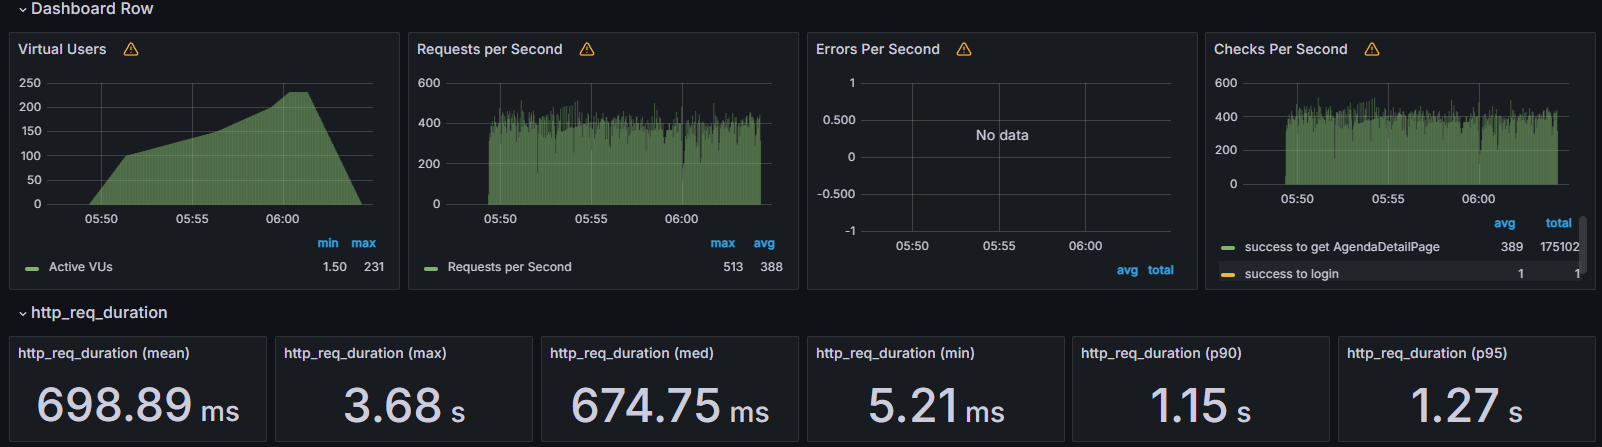 Dashboard Row
Virtual Users
250
200
150
100
50
0
05:50 05:55 06:00
min max
Active VUs 1.50 231
Requests per Second
600
400
200
0
05:50 05:55 06:00
max avg
Requests per Second 513 388
Errors Per Second
1
0.500
0
-0.500
-1
No data
05:50 05:55 06:00
avg total
Checks Per Second
600
400
200
0
05:50 05:55 06:00
avg total
success to get AgendaDetailPage 389 175102
success to login 1 1
http_req_duration
http_req_duration (mean)
698.89 ms
http_req_duration (max)
3.68 s
http_req_duration (med)
674.75 ms
http_req_duration (min)
5.21 ms
http_req_duration (p90)
1.15 s
http_req_duration (p95)
1.27 s